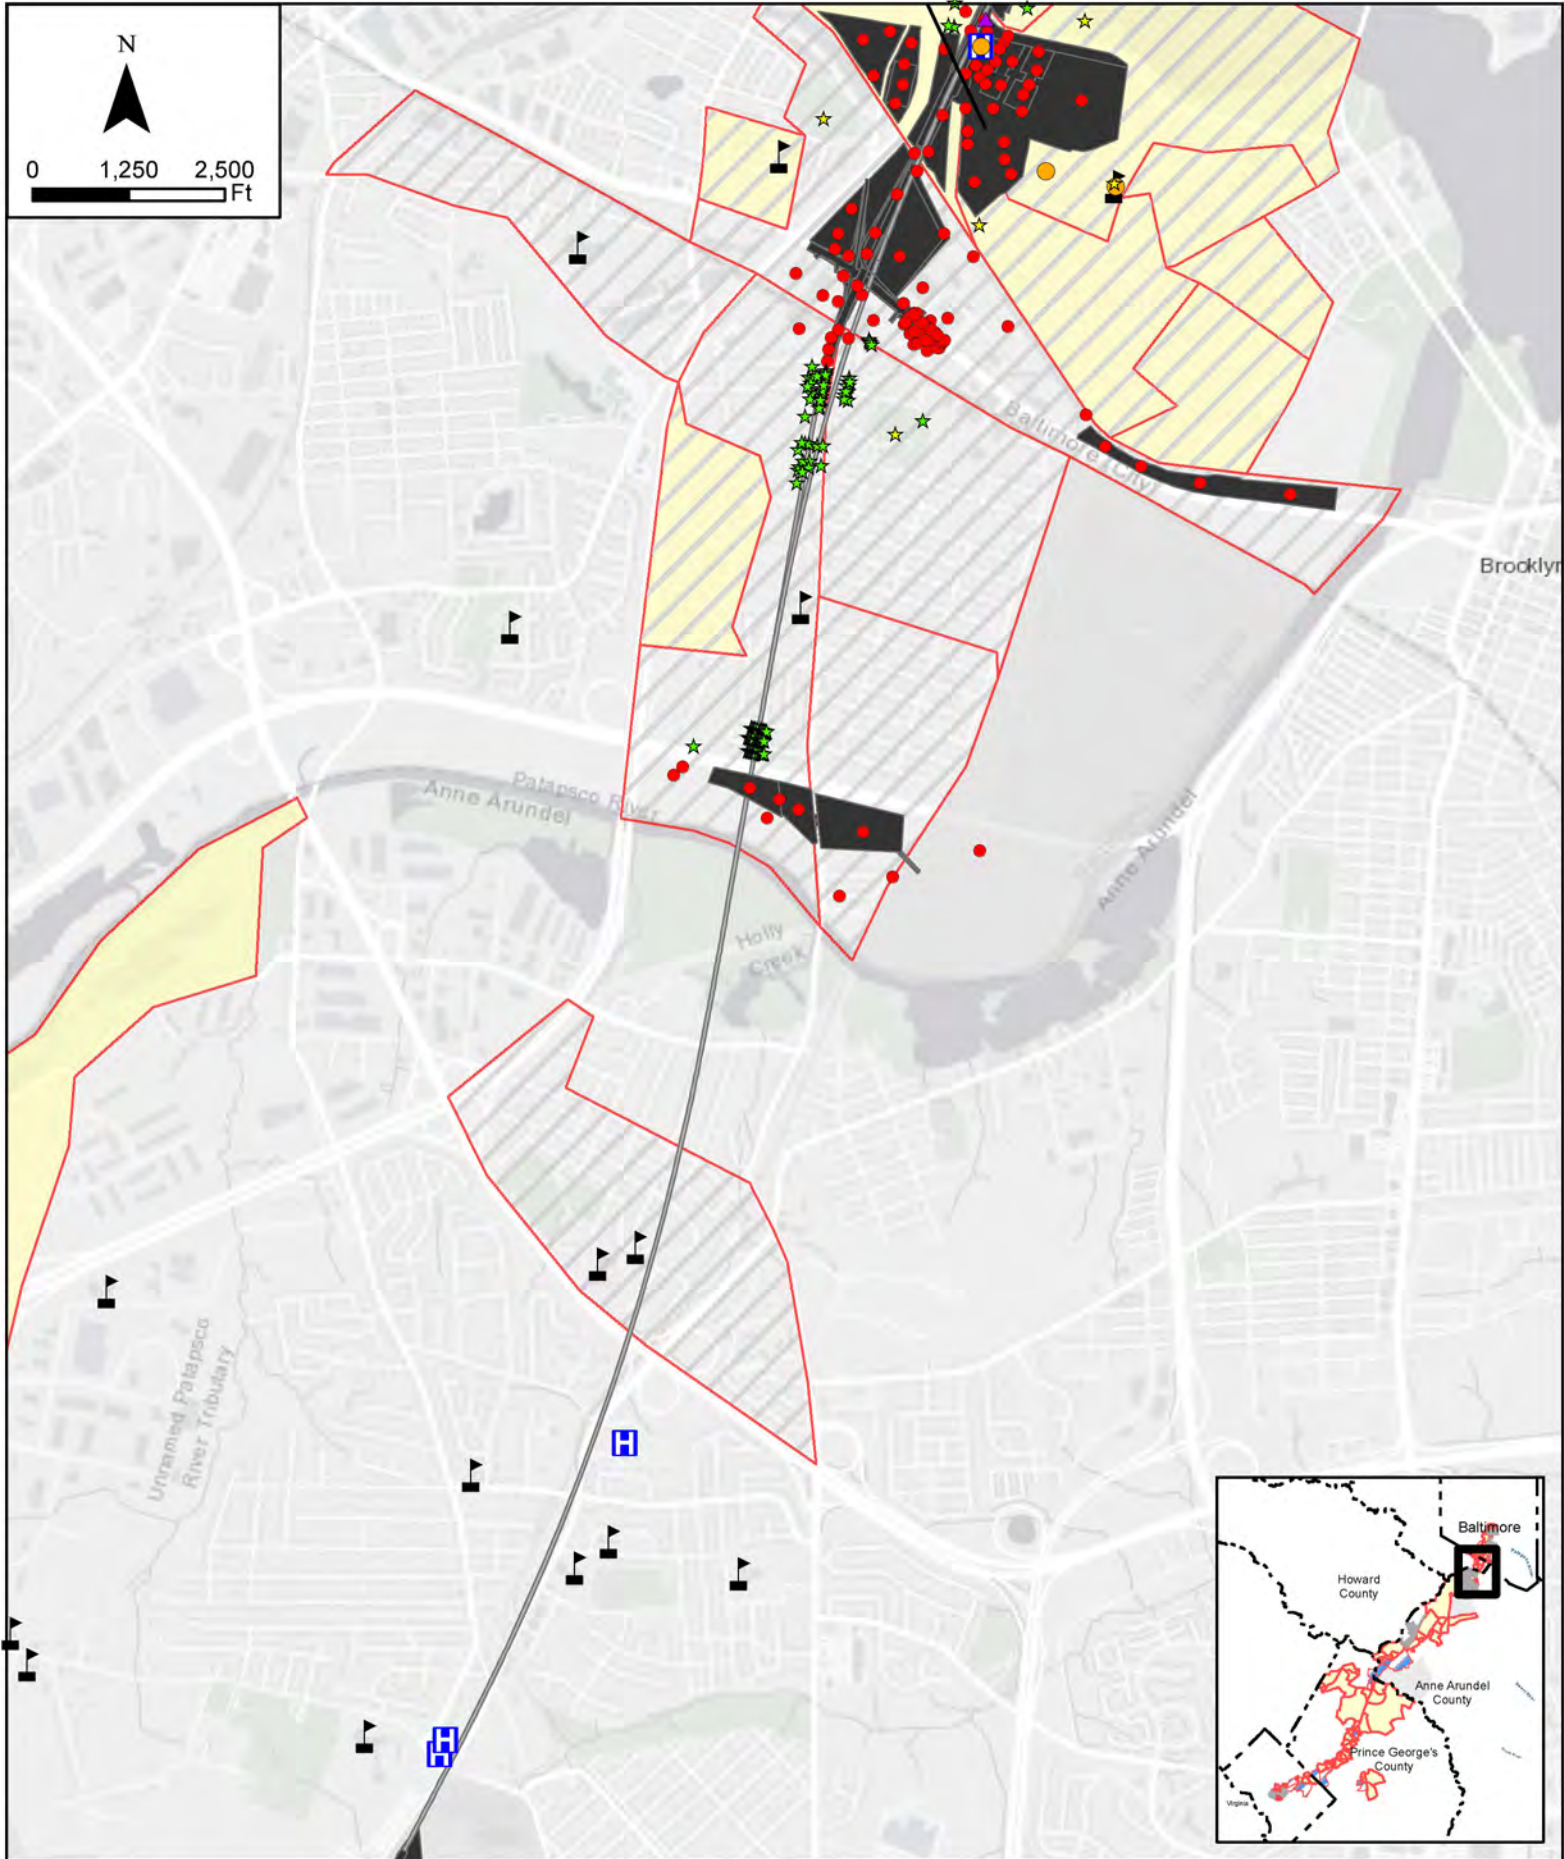 N
0 1,250 2,500
Ft
Baltimore (City)
Brooklyn
Patapsco River
Anne Arundel
Anne Arundel
Holly
Creek
Unnamed Patapsco
River Tributary
H
H
H
Baltimore
Howard
County
Anne Arundel
County
Prince George's
County
Virginia